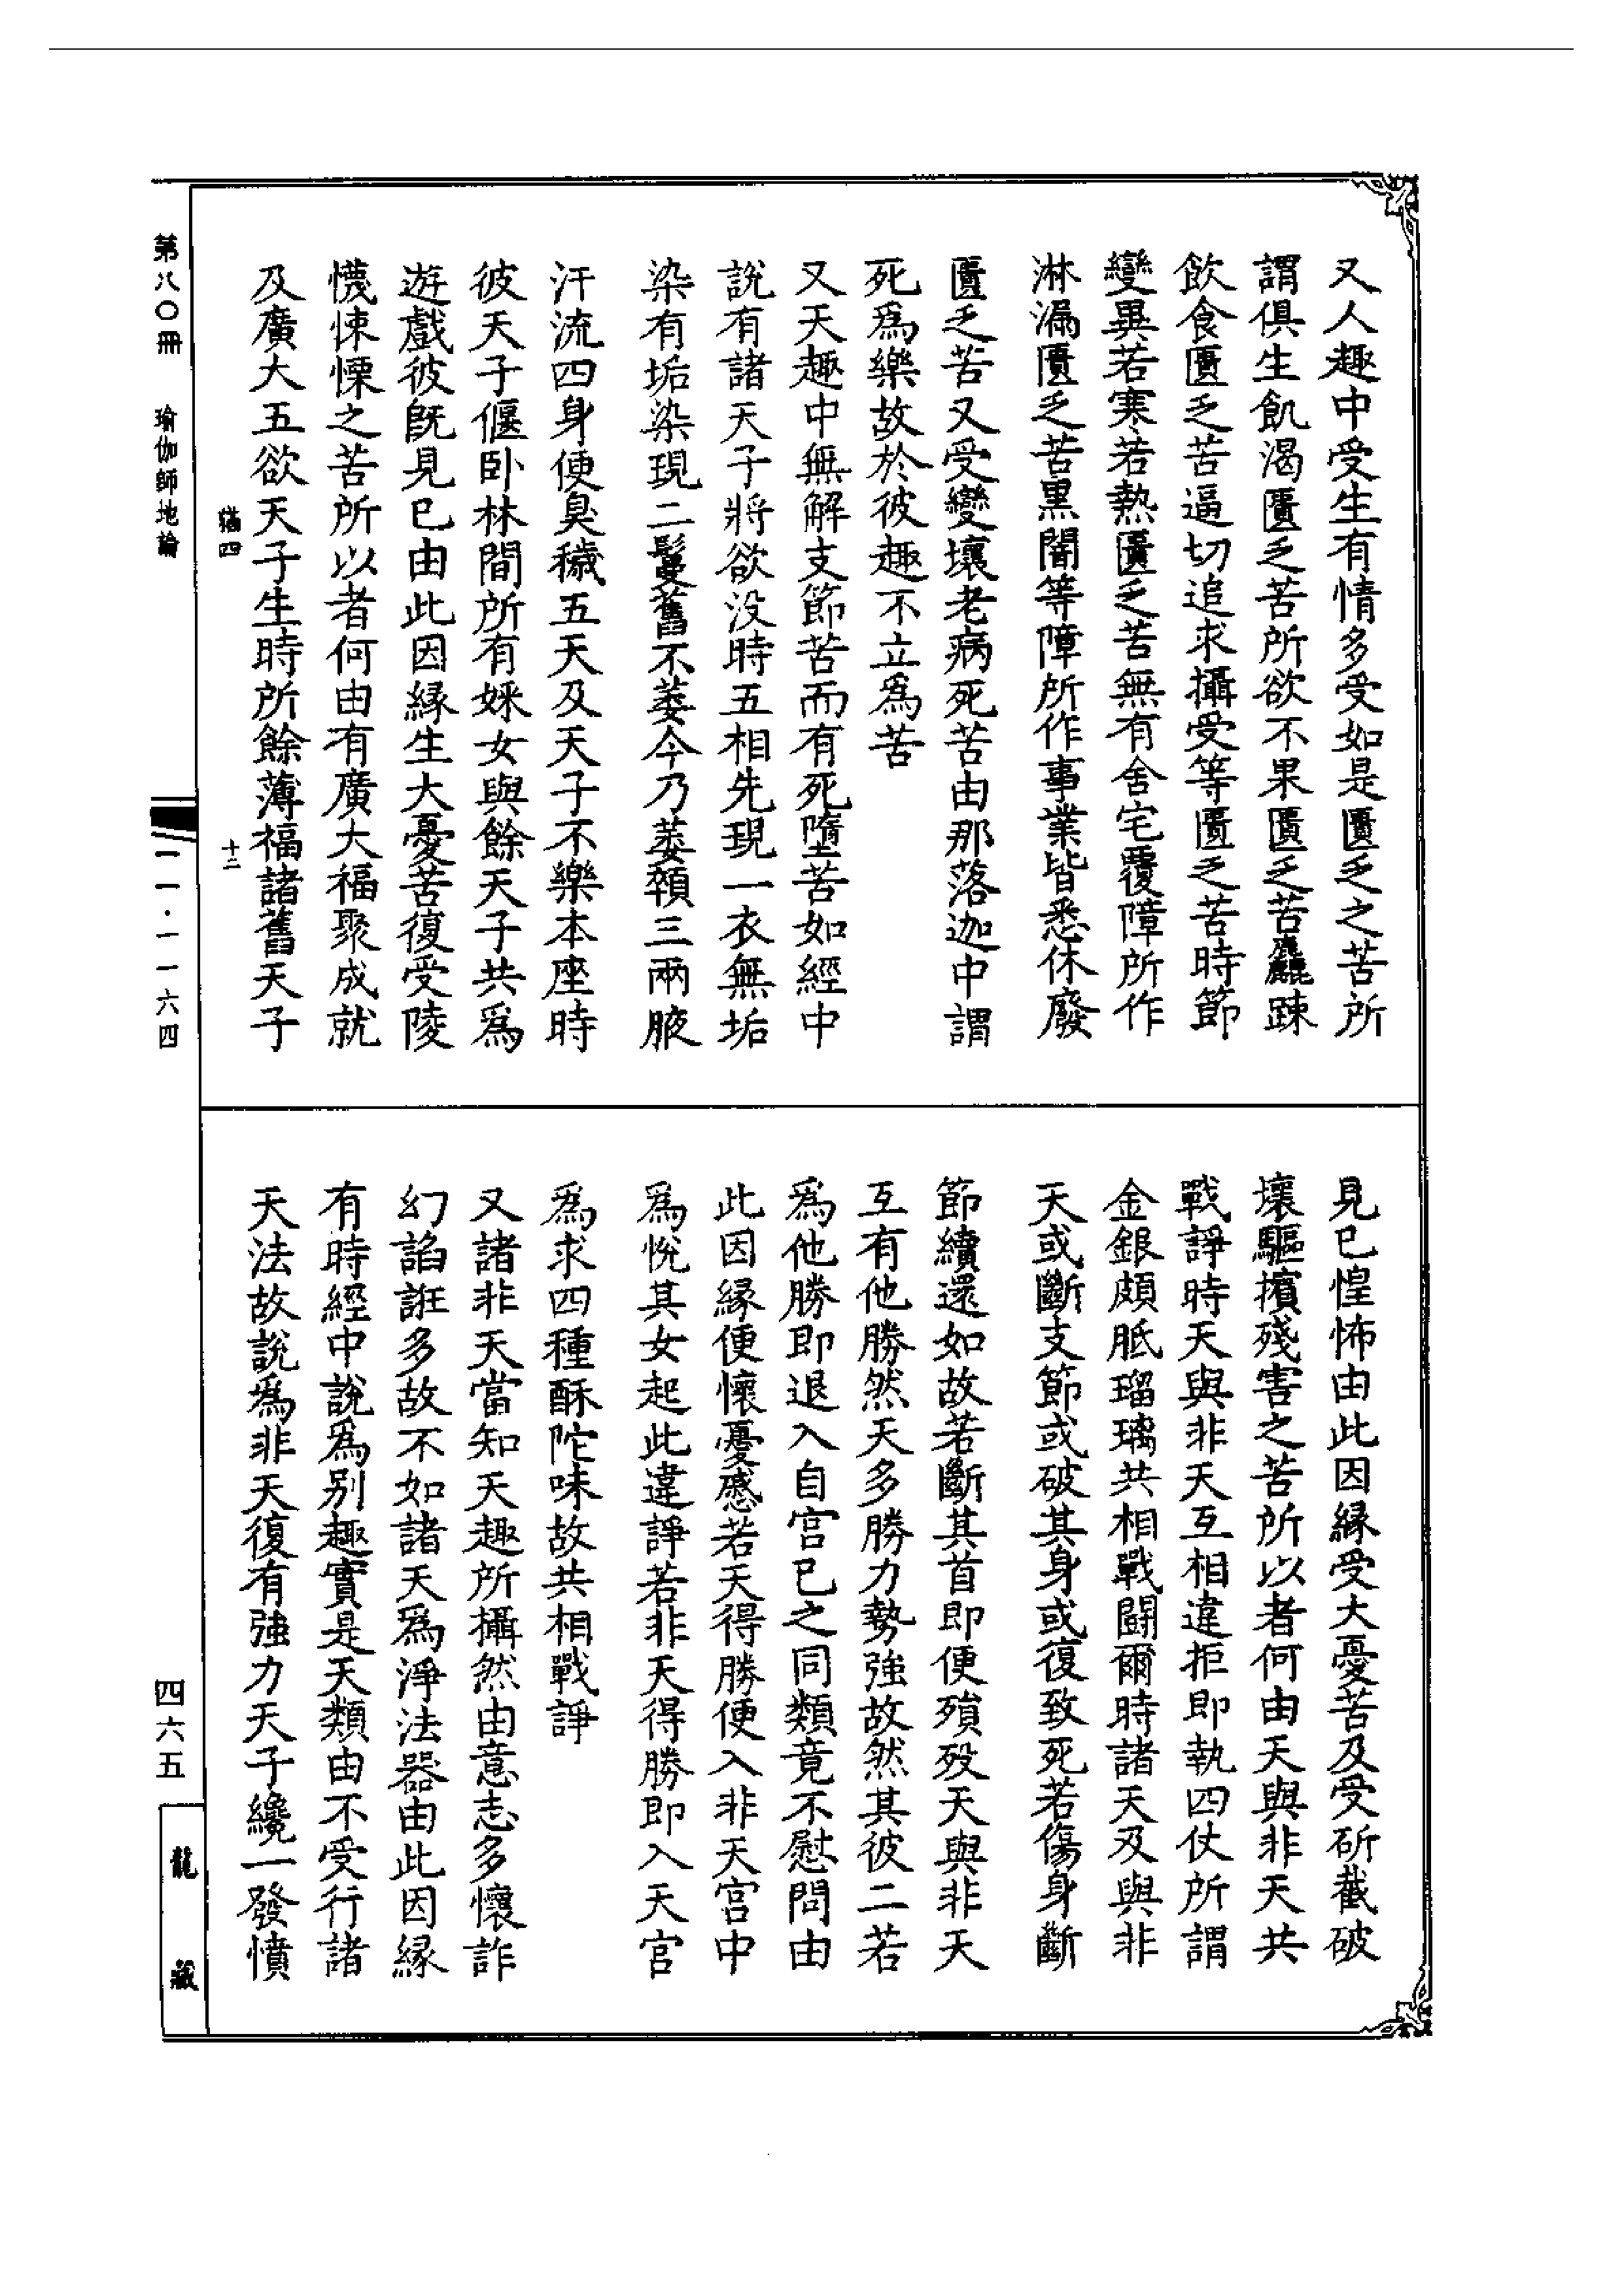 又人趣中受生有情多受如是匱乏之苦所
謂俱生飢渴匱乏苦所欲不果匱乏苦麤踈
飲食匱乏苦逼切追求攝受等匱乏苦時節
變異若寒若熱匱乏苦無有舍宅覆障所作
淋漏匱乏苦黑闇等障所作事業皆悉休廢
匱乏苦又受變壞老病死苦由那落迦中謂
死爲樂故於彼趣不立爲苦
又天趣中無解支節苦而有死墮苦如經中
說有諸天子將欲没時五相先現一衣無垢
染有垢染現二鬘舊不萎今乃萎顇三兩腋
汗流四身便臭穢五天及天子不樂本座時
彼天子偃卧林間所有婇女與餘天子共爲
遊戲彼旣見已由此因縁生大憂苦復受陵
懱悚慄之苦所以者何由有廣大福聚成就
及廣大五欲天子生時所餘薄福諸舊天子
見已惶怖由此因縁受大憂苦及受斫截破
壞驅擯殘害之苦所以者何由天與非天共
戰諍時天與非天互相違拒即執四仗所謂
金銀頗胝瑠璃共相戰鬪爾時諸天及與非
天或斷支節或破其身或復致死若傷身斷
節續還如故若斷其首即便殞歿天與非天
互有他勝然天多勝力勢強故然其彼二若
爲他勝即退入自宮已之同類竟不慰問由
此因縁便懷憂慼若天得勝便入非天宮中
爲悅其女起此違諍若非天得勝即入天宮
爲求四種酥陀味故共相戰諍
又諸非天當知天趣所攝然由意志多懷詐
幻諂誑多故不如諸天爲淨法器由此因縁
有時經中說爲别趣實是天類由不受行諸
天法故說爲非天復有強力天子纔一發憤
猫四
十二
第八〇冊
瑜伽師地論
一一一·一一六四
四六五
龍藏